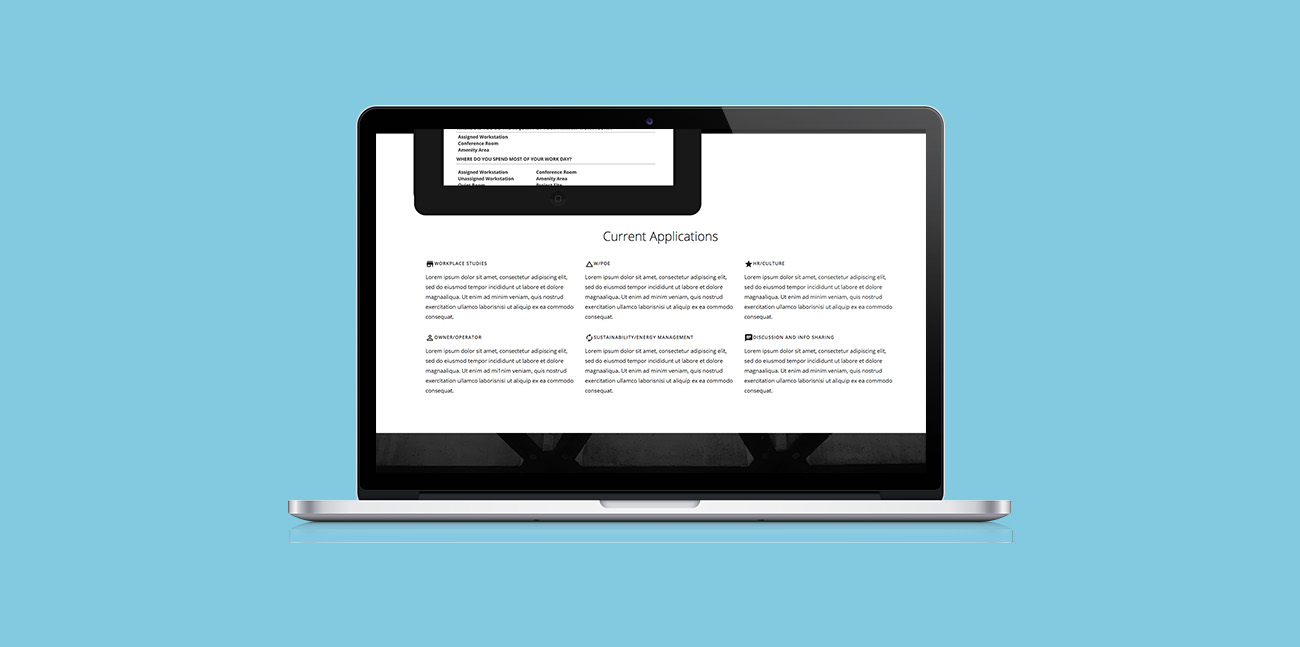 Assigned Workstation
Conference Room
Amenity Area
WHERE DO YOU SPEND MOST OF YOUR WORK DAY?
Assigned Workstation Conference Room
Unassigned Workstation Amenity Area
Quiet Room Project Site
Current Applications
WORKPLACE STUDIES
Lorem ipsum dolor sit amet, consectetur adipiscing elit,
sed do eiusmod tempor incididunt ut labore et dolore
magnaaliqua. Ut enim ad minim veniam, quis nostrud
exercitation ullamco laborisnisi ut aliquip ex ea commodo
consequat.
W/POE
Lorem ipsum dolor sit amet, consectetur adipiscing elit,
sed do eiusmod tempor incididunt ut labore et dolore
magnaaliqua. Ut enim ad minim veniam, quis nostrud
exercitation ullamco laborisnisi ut aliquip ex ea commodo
consequat.
HR/CULTURE
Lorem ipsum dolor sit amet, consectetur adipiscing elit,
sed do eiusmod tempor incididunt ut labore et dolore
magnaaliqua. Ut enim ad minim veniam, quis nostrud
exercitation ullamco laborisnisi ut aliquip ex ea commodo
consequat.
OWNER/OPERATOR
Lorem ipsum dolor sit amet, consectetur adipiscing elit,
sed do eiusmod tempor incididunt ut labore et dolore
magnaaliqua. Ut enim ad mi1nim veniam, quis nostrud
exercitation ullamco laborisnisi ut aliquip ex ea commodo
consequat.
SUSTAINABILITY/ENERGY MANAGEMENT
Lorem ipsum dolor sit amet, consectetur adipiscing elit,
sed do eiusmod tempor incididunt ut labore et dolore
magnaaliqua. Ut enim ad minim veniam, quis nostrud
exercitation ullamco laborisnisi ut aliquip ex ea commodo
consequat.
DISCUSSION AND INFO SHARING
Lorem ipsum dolor sit amet, consectetur adipiscing elit,
sed do eiusmod tempor incididunt ut labore et dolore
magnaaliqua. Ut enim ad minim veniam, quis nostrud
exercitation ullamco laborisnisi ut aliquip ex ea commodo
consequat.